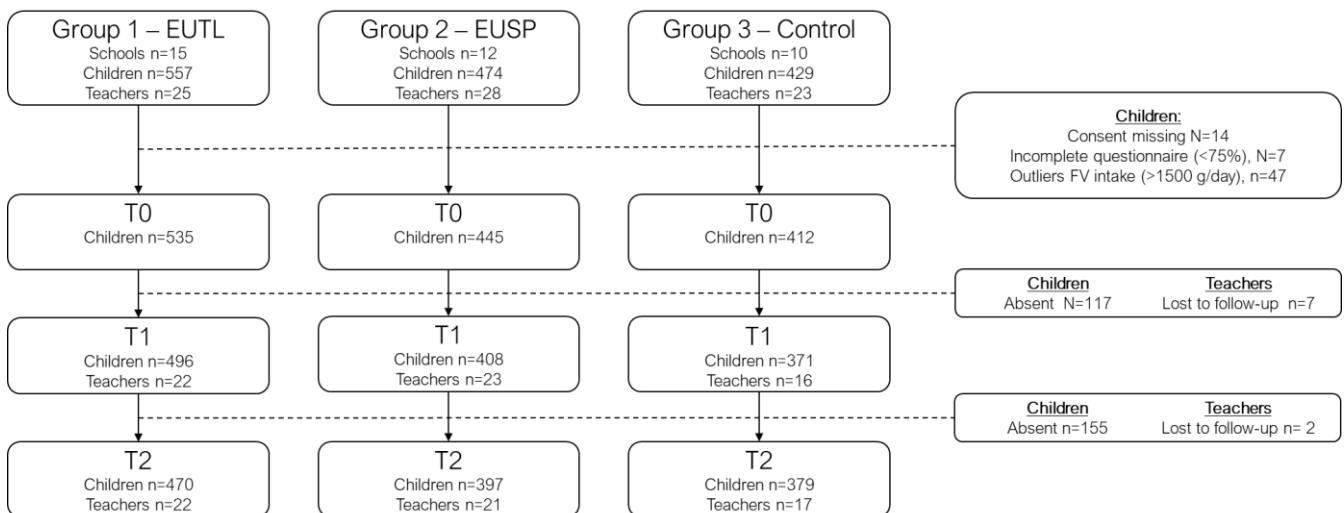 Group 1 – EUTL
Schools n=15
Children n=557
Teachers n=25
Group 2 – EUSP
Schools n=12
Children n=474
Teachers n=28
Group 3 – Control
Schools n=10
Children n=429
Teachers n=23
Children:
Consent missing N=14
Incomplete questionnaire (<75%), N=7
Outliers FV intake (>1500 g/day), n=47
T0
Children n=535
T0
Children n=445
T0
Children n=412
Children Teachers
Absent N=117 Lost to follow-up n=7
T1
Children n=496
Teachers n=22
T1
Children n=408
Teachers n=23
T1
Children n=371
Teachers n=16
Children Teachers
Absent n=155 Lost to follow-up n= 2
T2
Children n=470
Teachers n=22
T2
Children n=397
Teachers n=21
T2
Children n=379
Teachers n=17